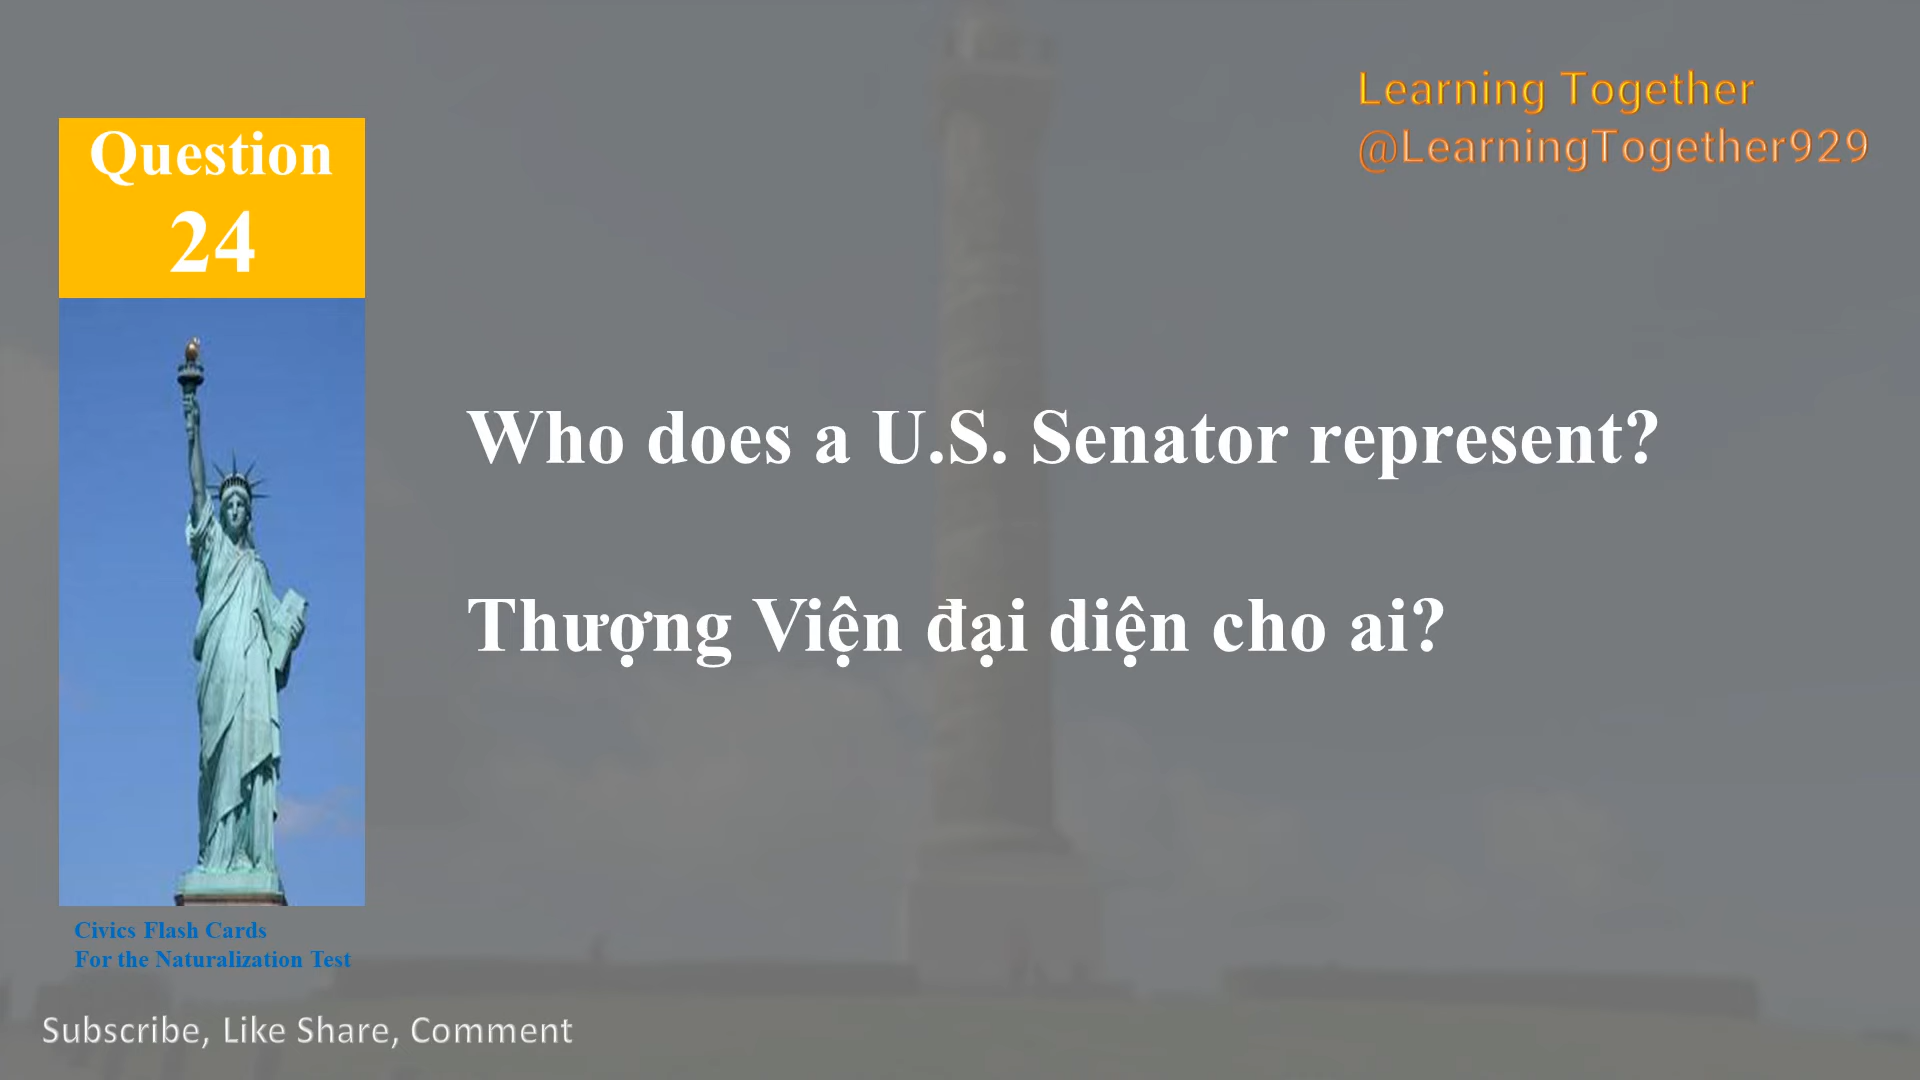 Learning Together
@LearningTogether929
Question
24
Who does a U.S. Senator represent?
Thượng Viện đại diện cho ai?
Civics Flash Cards
For the Naturalization Test
Subscribe, Like Share, Comment